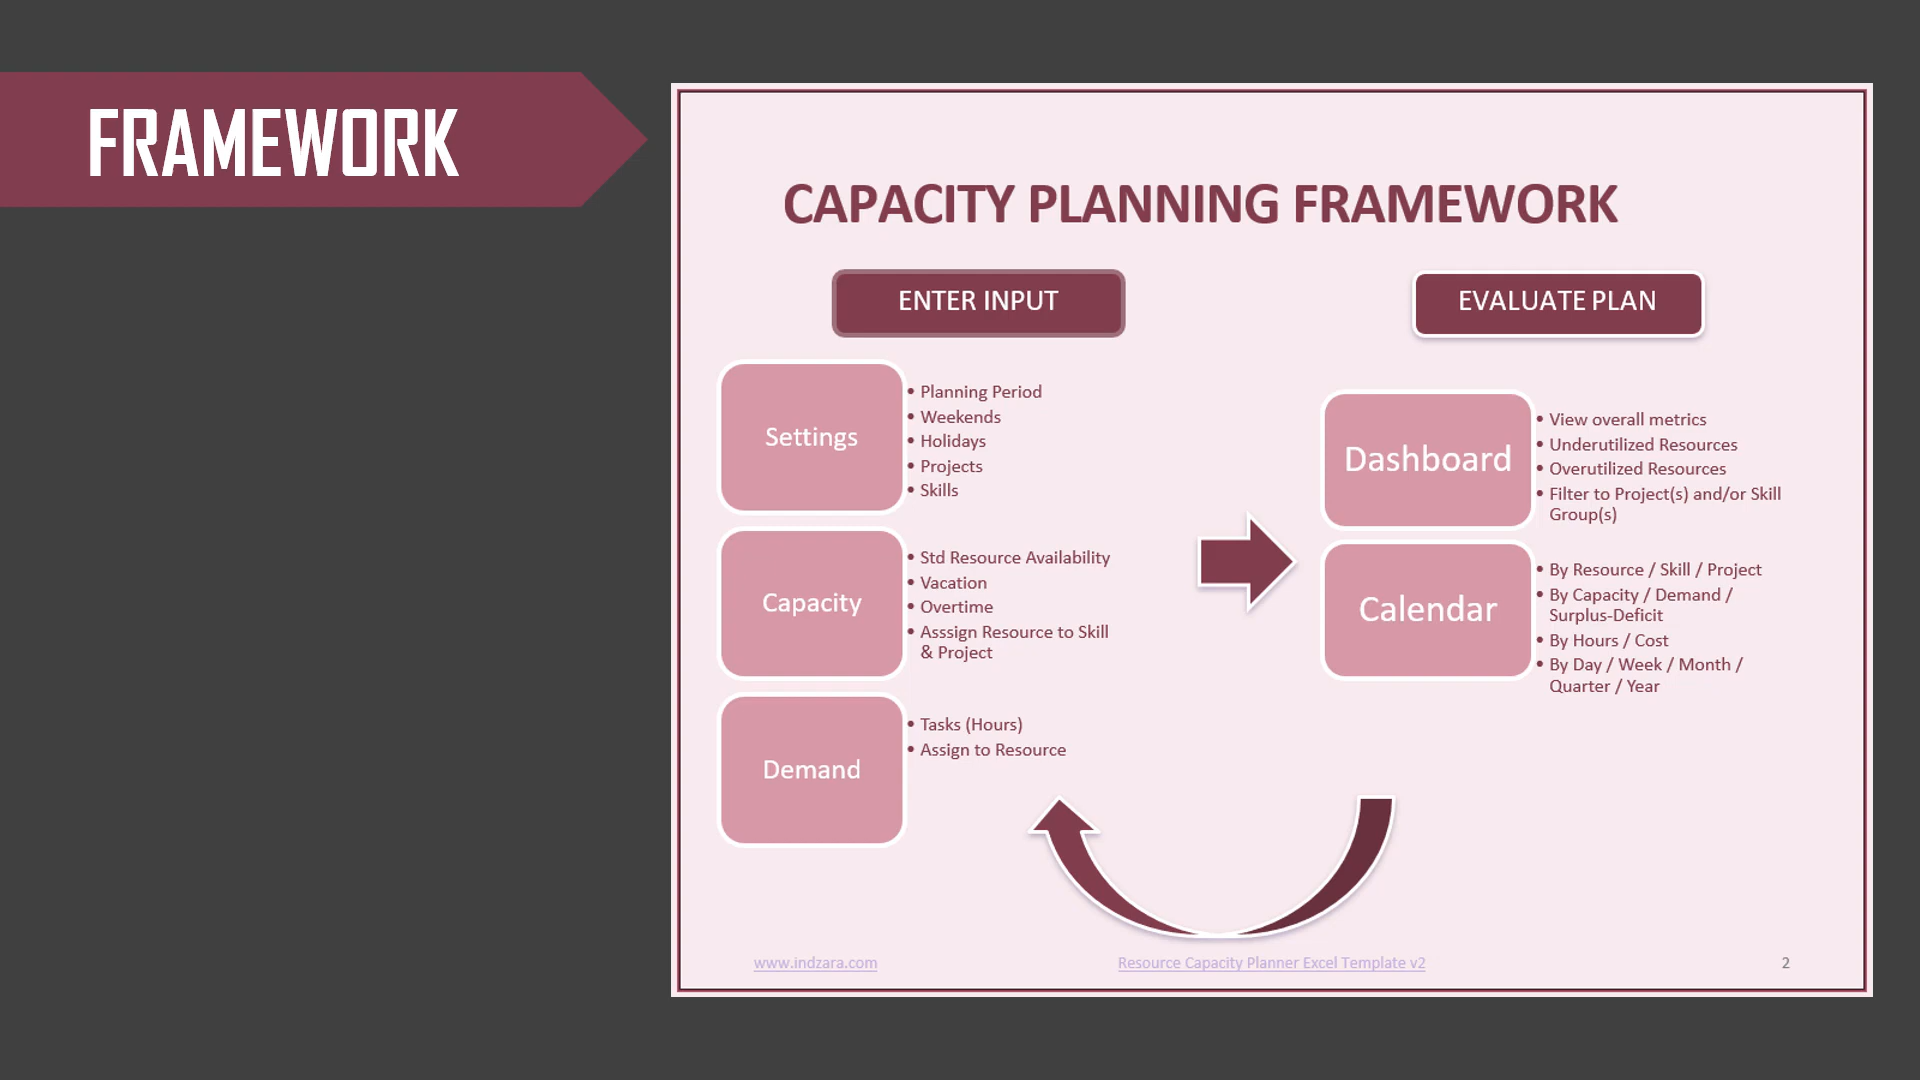 FRAMEWORK
CAPACITY PLANNING FRAMEWORK
ENTER INPUT
Settings
• Planning Period
• Weekends
• Holidays
• Projects
• Skills
Capacity
• Std Resource Availability
• Vacation
• Overtime
• Asssign Resource to Skill
& Project
Demand
• Tasks (Hours)
• Assign to Resource
EVALUATE PLAN
Dashboard
• View overall metrics
• Underutilized Resources
• Overutilized Resources
• Filter to Project(s) and/or Skill
Group(s)
Calendar
• By Resource / Skill / Project
• By Capacity / Demand /
Surplus-Deficit
• By Hours / Cost
• By Day / Week / Month /
Quarter / Year
www.indzara.com
Resource Capacity Planner Excel Template v2
2